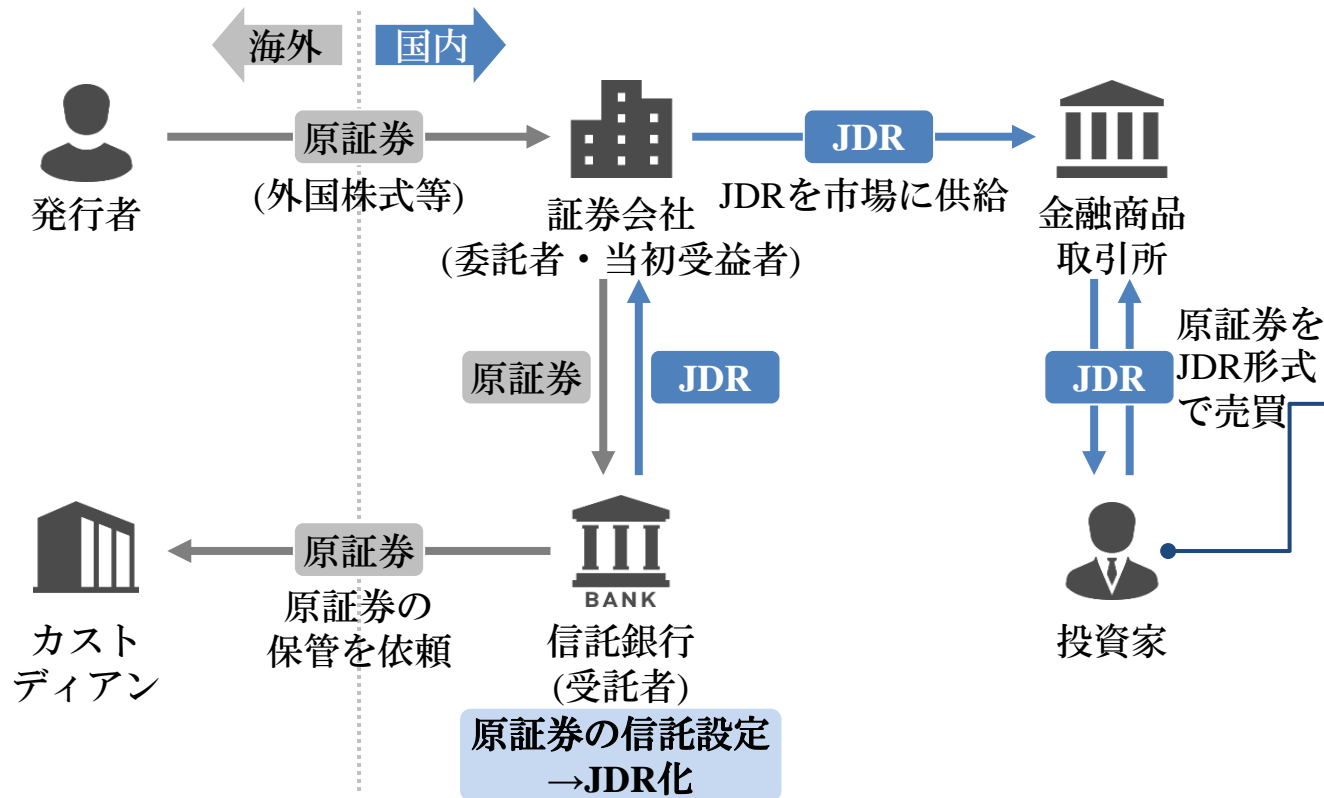 海外
国内
原証券
(外国株式等)
発行者
証券会社
(委託者・当初受益者)
JDR
JDRを市場に供給
金融商品
取引所
原証券
JDR
JDR
原証券を
JDR形式
で売買
原証券
原証券の
保管を依頼
カスト
ディアン
BANK
信託銀行
(受託者)
原証券の信託設定
→JDR化
投資家